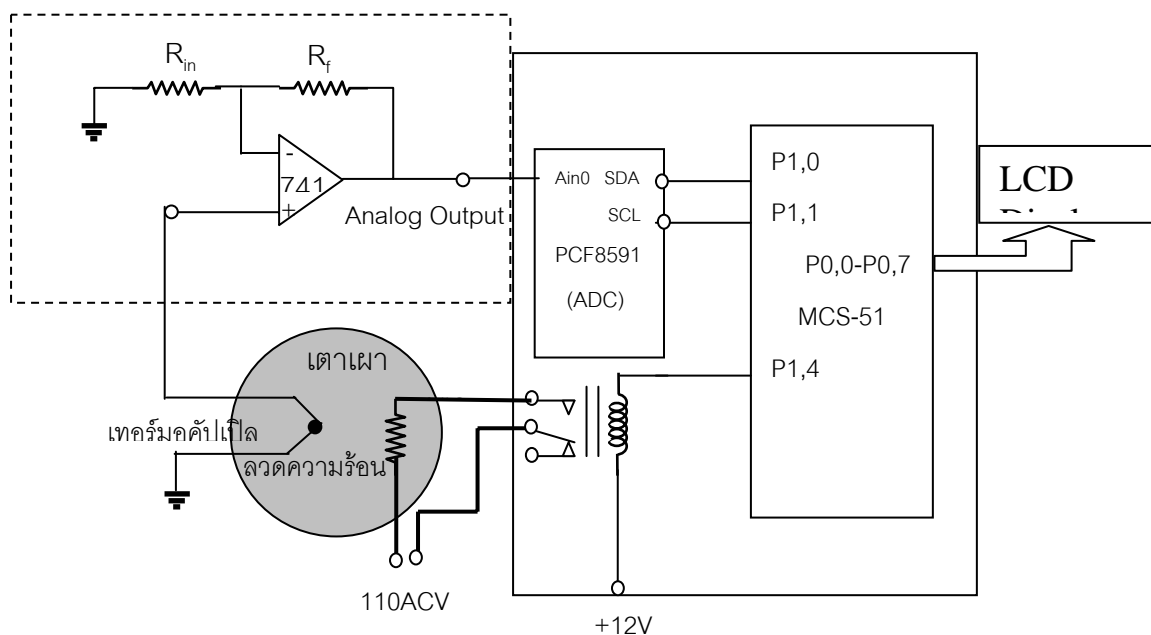 Rin
Rf
-
741
+
Analog Output
Ain0 SDA
SCL
PCF8591
(ADC)
P1,0
P1,1
P0,0-P0,7
MCS-51
P1,4
LCD
เตาเผา
เทอร์มอคัปเปิล
ลวดความร้อน
110ACV
+12V